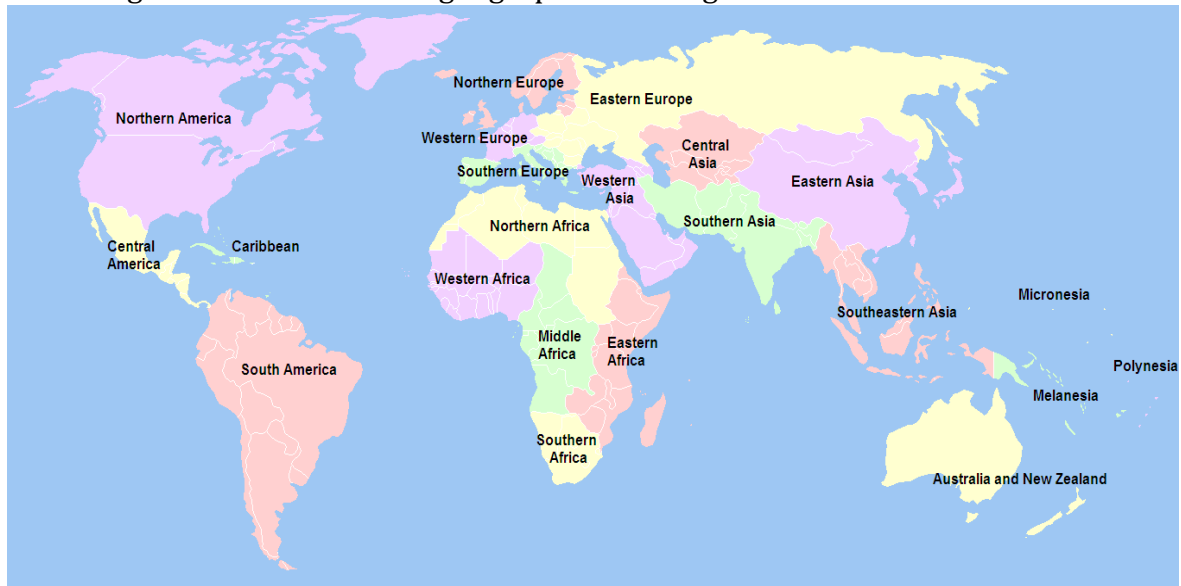 Northern Europe
Eastern Europe
Northern America
Western Europe
Central
Asia
Southern Europe
Western
Asia
Eastern Asia
Northern Africa
Southern Asia
Central
America
Caribbean
Western Africa
Micronesia
Southeastern Asia
Middle
Africa
Eastern
Africa
South America
Polynesia
Melanesia
Southern
Africa
Australia and New Zealand